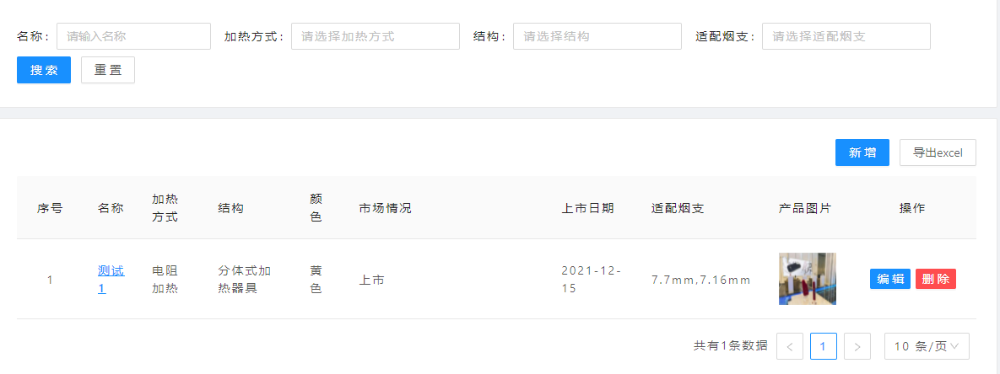 名称: 请输入名称 加热方式: 请选择加热方式 结构: 请选择结构 适配烟支: 请选择适配烟支
搜索 重置
新增 导出excel
序号 名称 加热方式 结构 颜色 市场情况 上市日期 适配烟支 产品图片 操作
1 测试1 电阻加热 分体式加热器具 黄色 上市 2021-12-15 7.7mm,7.16mm 编辑 删除
共有1条数据 < 1 > 10 条/页